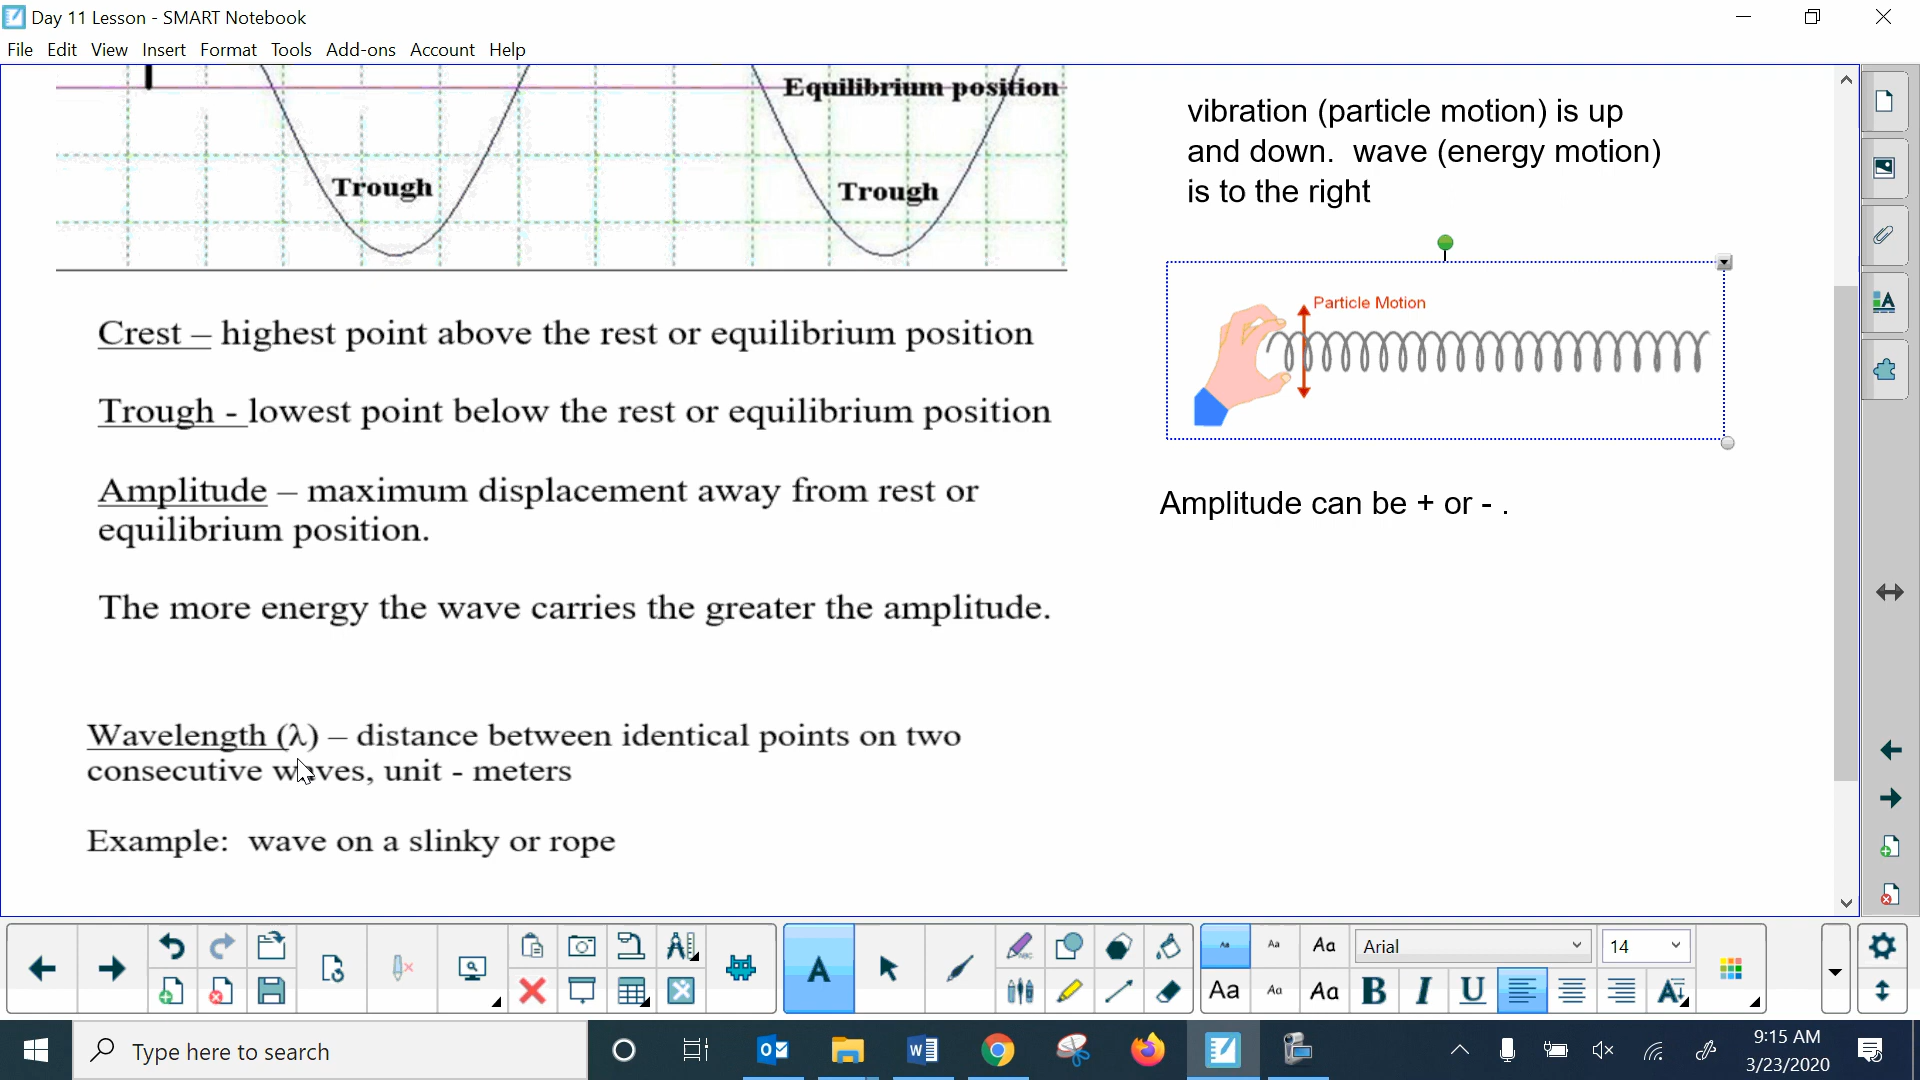 Day 11 Lesson - SMART Notebook
File Edit View Insert Format Tools Add-ons Account Help
Equilibrium position
Trough
Trough
vibration (particle motion) is up
and down. wave (energy motion)
is to the right
Particle Motion
Crest – highest point above the rest or equilibrium position
Trough - lowest point below the rest or equilibrium position
Amplitude – maximum displacement away from rest or
equilibrium position.
Amplitude can be + or - .
The more energy the wave carries the greater the amplitude.
Wavelength (λ) – distance between identical points on two
consecutive waves, unit - meters
Example: wave on a slinky or rope
A
Aa Aa Aa Arial 14
Aa Aa Aa B I U
Type here to search
9:15 AM
3/23/2020